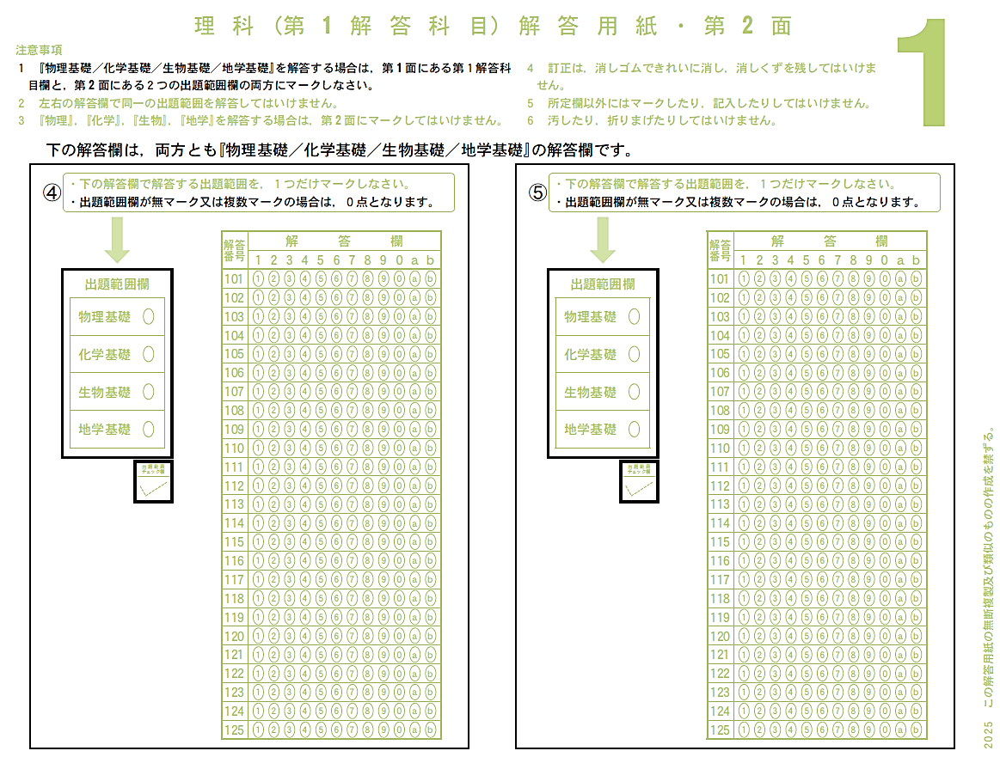 理科(第1解答科目)解答用紙・第2面
1
注意事項
1 『物理基礎／化学基礎／生物基礎／地学基礎』を解答する場合は，第1面にある第1解答科
目欄と，第2面にある2つの出題範囲欄の両方にマークしなさい。
2 左右の解答欄で同一の出題範囲を解答してはいけません。
3 『物理』，『化学』，『生物』，『地学』を解答する場合は，第2面にマークしてはいけません。
4 訂正は，消しゴムできれいに消し，消しくずを残してはいけま
せん。
5 所定欄以外にはマークしたり，記入したりしてはいけません。
6 汚したり，折りまげたりしてはいけません。
下の解答欄は，両方とも『物理基礎／化学基礎／生物基礎／地学基礎』の解答欄です。
④
・下の解答欄で解答する出題範囲を，1つだけマークしなさい。
・出題範囲欄が無マーク又は複数マークの場合は，0点となります。
出題範囲欄
物理基礎
化学基礎
生物基礎
地学基礎
出題範囲
チェック欄
解答
番号
解答欄
1 2 3 4 5 6 7 8 9 0 a b
101 1 2 3 4 5 6 7 8 9 0 a b
102 1 2 3 4 5 6 7 8 9 0 a b
103 1 2 3 4 5 6 7 8 9 0 a b
104 1 2 3 4 5 6 7 8 9 0 a b
105 1 2 3 4 5 6 7 8 9 0 a b
106 1 2 3 4 5 6 7 8 9 0 a b
107 1 2 3 4 5 6 7 8 9 0 a b
108 1 2 3 4 5 6 7 8 9 0 a b
109 1 2 3 4 5 6 7 8 9 0 a b
110 1 2 3 4 5 6 7 8 9 0 a b
111 1 2 3 4 5 6 7 8 9 0 a b
112 1 2 3 4 5 6 7 8 9 0 a b
113 1 2 3 4 5 6 7 8 9 0 a b
114 1 2 3 4 5 6 7 8 9 0 a b
115 1 2 3 4 5 6 7 8 9 0 a b
116 1 2 3 4 5 6 7 8 9 0 a b
117 1 2 3 4 5 6 7 8 9 0 a b
118 1 2 3 4 5 6 7 8 9 0 a b
119 1 2 3 4 5 6 7 8 9 0 a b
120 1 2 3 4 5 6 7 8 9 0 a b
121 1 2 3 4 5 6 7 8 9 0 a b
122 1 2 3 4 5 6 7 8 9 0 a b
123 1 2 3 4 5 6 7 8 9 0 a b
124 1 2 3 4 5 6 7 8 9 0 a b
125 1 2 3 4 5 6 7 8 9 0 a b
⑤
・下の解答欄で解答する出題範囲を，1つだけマークしなさい。
・出題範囲欄が無マーク又は複数マークの場合は，0点となります。
出題範囲欄
物理基礎
化学基礎
生物基礎
地学基礎
出題範囲
チェック欄
解答
番号
解答欄
1 2 3 4 5 6 7 8 9 0 a b
101 1 2 3 4 5 6 7 8 9 0 a b
102 1 2 3 4 5 6 7 8 9 0 a b
103 1 2 3 4 5 6 7 8 9 0 a b
104 1 2 3 4 5 6 7 8 9 0 a b
105 1 2 3 4 5 6 7 8 9 0 a b
106 1 2 3 4 5 6 7 8 9 0 a b
107 1 2 3 4 5 6 7 8 9 0 a b
108 1 2 3 4 5 6 7 8 9 0 a b
109 1 2 3 4 5 6 7 8 9 0 a b
110 1 2 3 4 5 6 7 8 9 0 a b
111 1 2 3 4 5 6 7 8 9 0 a b
112 1 2 3 4 5 6 7 8 9 0 a b
113 1 2 3 4 5 6 7 8 9 0 a b
114 1 2 3 4 5 6 7 8 9 0 a b
115 1 2 3 4 5 6 7 8 9 0 a b
116 1 2 3 4 5 6 7 8 9 0 a b
117 1 2 3 4 5 6 7 8 9 0 a b
118 1 2 3 4 5 6 7 8 9 0 a b
119 1 2 3 4 5 6 7 8 9 0 a b
120 1 2 3 4 5 6 7 8 9 0 a b
121 1 2 3 4 5 6 7 8 9 0 a b
122 1 2 3 4 5 6 7 8 9 0 a b
123 1 2 3 4 5 6 7 8 9 0 a b
124 1 2 3 4 5 6 7 8 9 0 a b
125 1 2 3 4 5 6 7 8 9 0 a b
2025 この解答用紙の無断複製及び類似のものの作成を禁ずる。